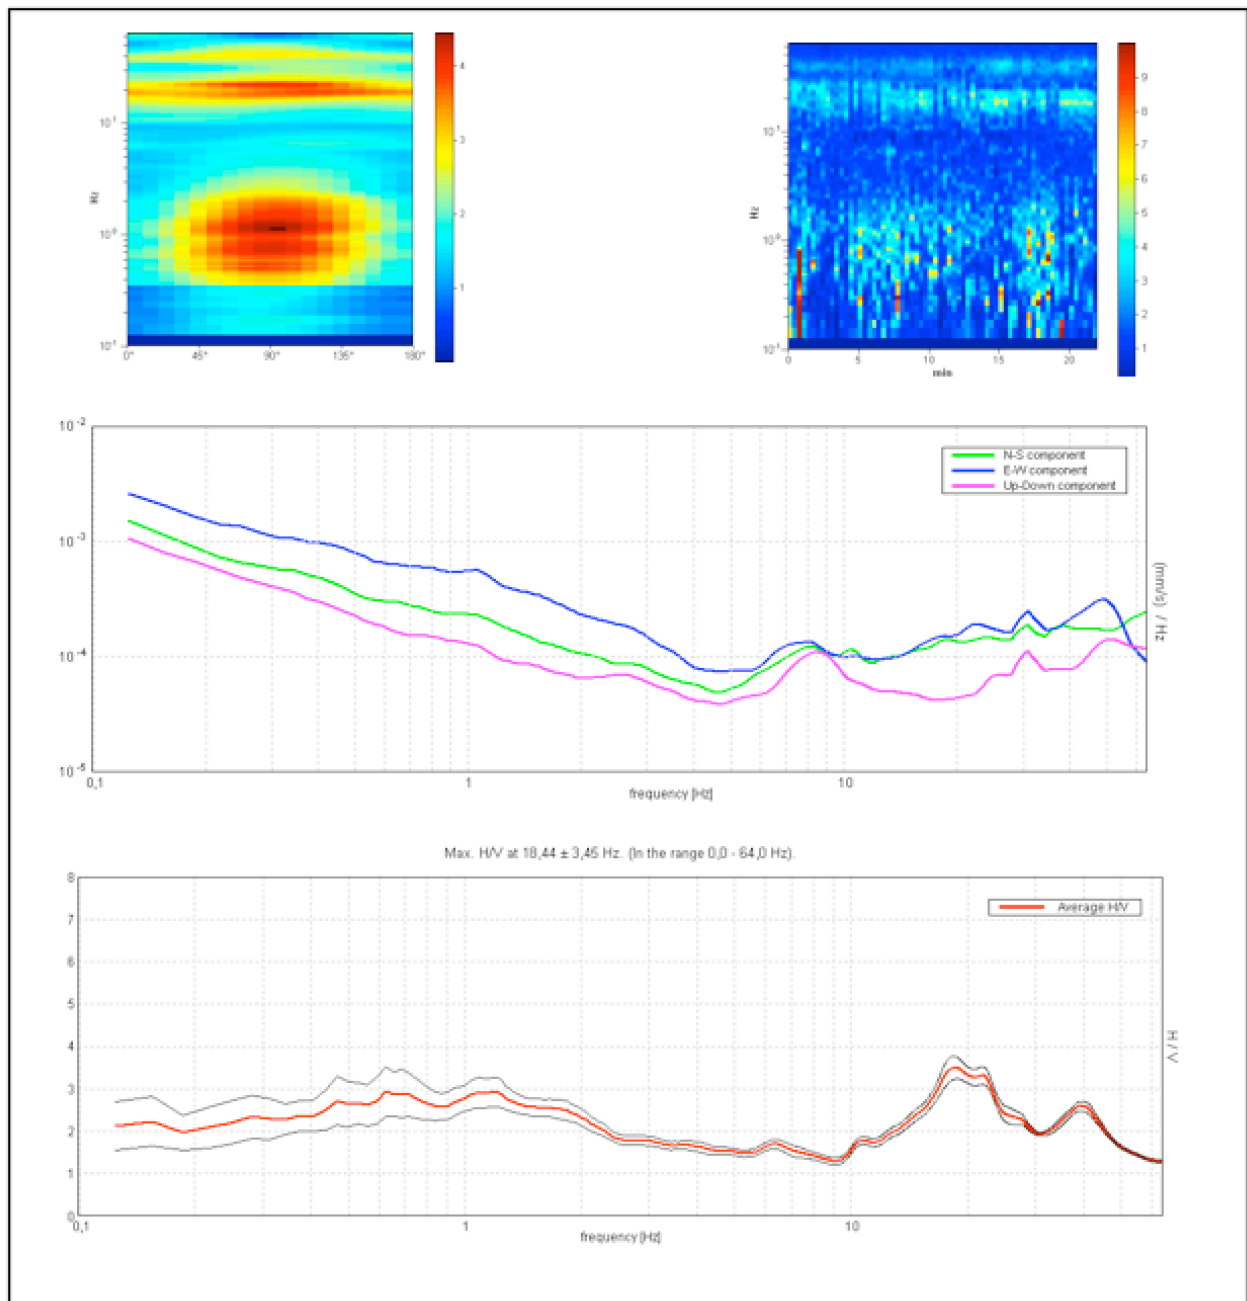 4
3
2
1
10¹
10⁰
10⁻¹
Hz
0° 45° 90° 135° 180°
9
8
7
6
5
4
3
2
1
10¹
10⁰
10⁻¹
Hz
0 5 10 15 20
min
10⁻²
10⁻³
10⁻⁴
10⁻⁵
N-S component
E-W component
Up-Down component
(mm/s) / Hz
0,1 1 10
frequency [Hz]
Max. H/V at 18,44 ± 3,45 Hz. (In the range 0,0 - 64,0 Hz).
8
7
6
5
4
3
2
1
0
Average H/V
H / V
0,1 1 10
frequency [Hz]